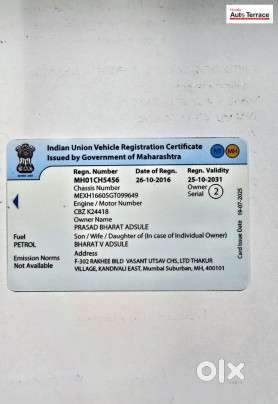 Auto Terrace
Indian Union Vehicle Registration Certificate
Issued by Government of Maharashtra
MH
Regn. Number
Date of Regn.
Regn. Validity
MH01CH5456
26-10-2016
25-10-2031
Chassis Number
Owner
Serial
2
MEXH16605GT099649
Engine / Motor Number
CBZ K24418
Owner Name
PRASAD BHARAT ADSULE
Fuel
Son / Wife / Daughter of (In case of Individual Owner)
PETROL
BHARAT V ADSULE
Emission Norms
Address
Not Available
F-302 RAKHEE BILD VASANT UTSAV CHS, LTD THAKUR
VILLAGE, KANDIVALI EAST, Mumbai Suburban, MH, 400101
Card Issue Date 19-07-2025
OLX